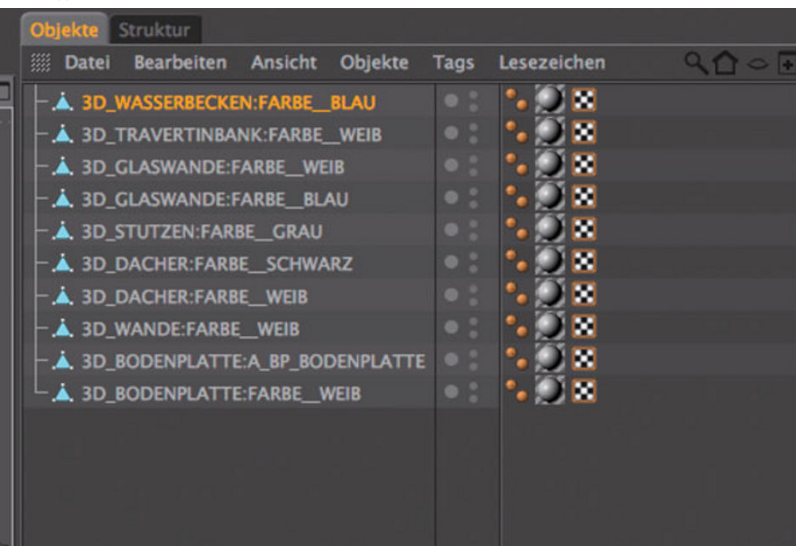 Objekte Struktur
Datei Bearbeiten Ansicht Objekte Tags Lesezeichen
3D_WASSERBECKEN:FARBE__BLAU
3D_TRAVERTINBANK:FARBE__WEIB
3D_GLASWANDE:FARBE__WEIB
3D_GLASWANDE:FARBE__BLAU
3D_STUTZEN:FARBE__GRAU
3D_DACHER:FARBE__SCHWARZ
3D_DACHER:FARBE__WEIB
3D_WANDE:FARBE__WEIB
3D_BODENPLATTE:A_BP_BODENPLATTE
3D_BODENPLATTE:FARBE__WEIB